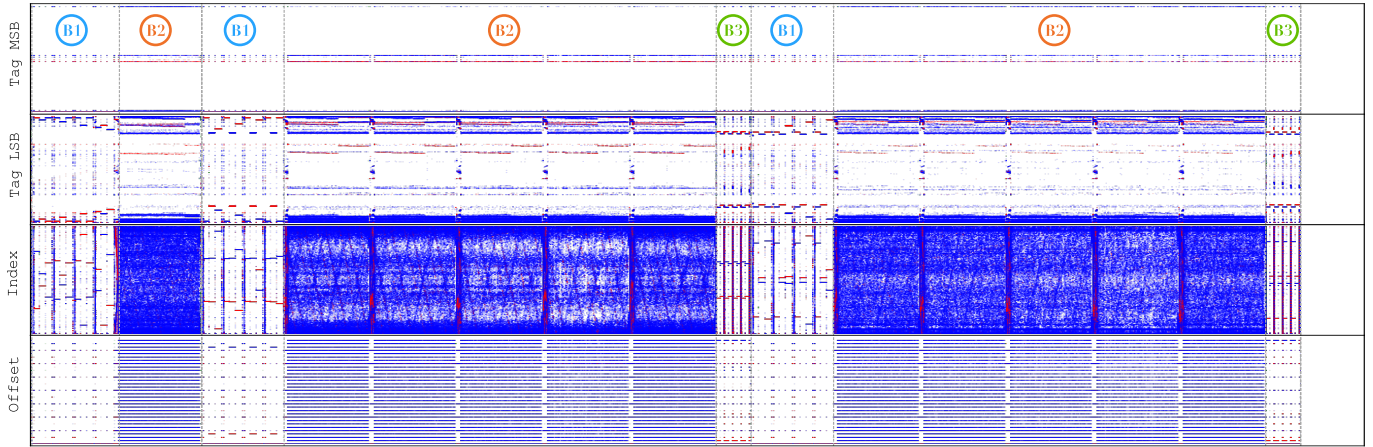 B1 B2 B1 B2 B3 B1 B2 B3
Tag MSB
Tag LSB
Index
Offset